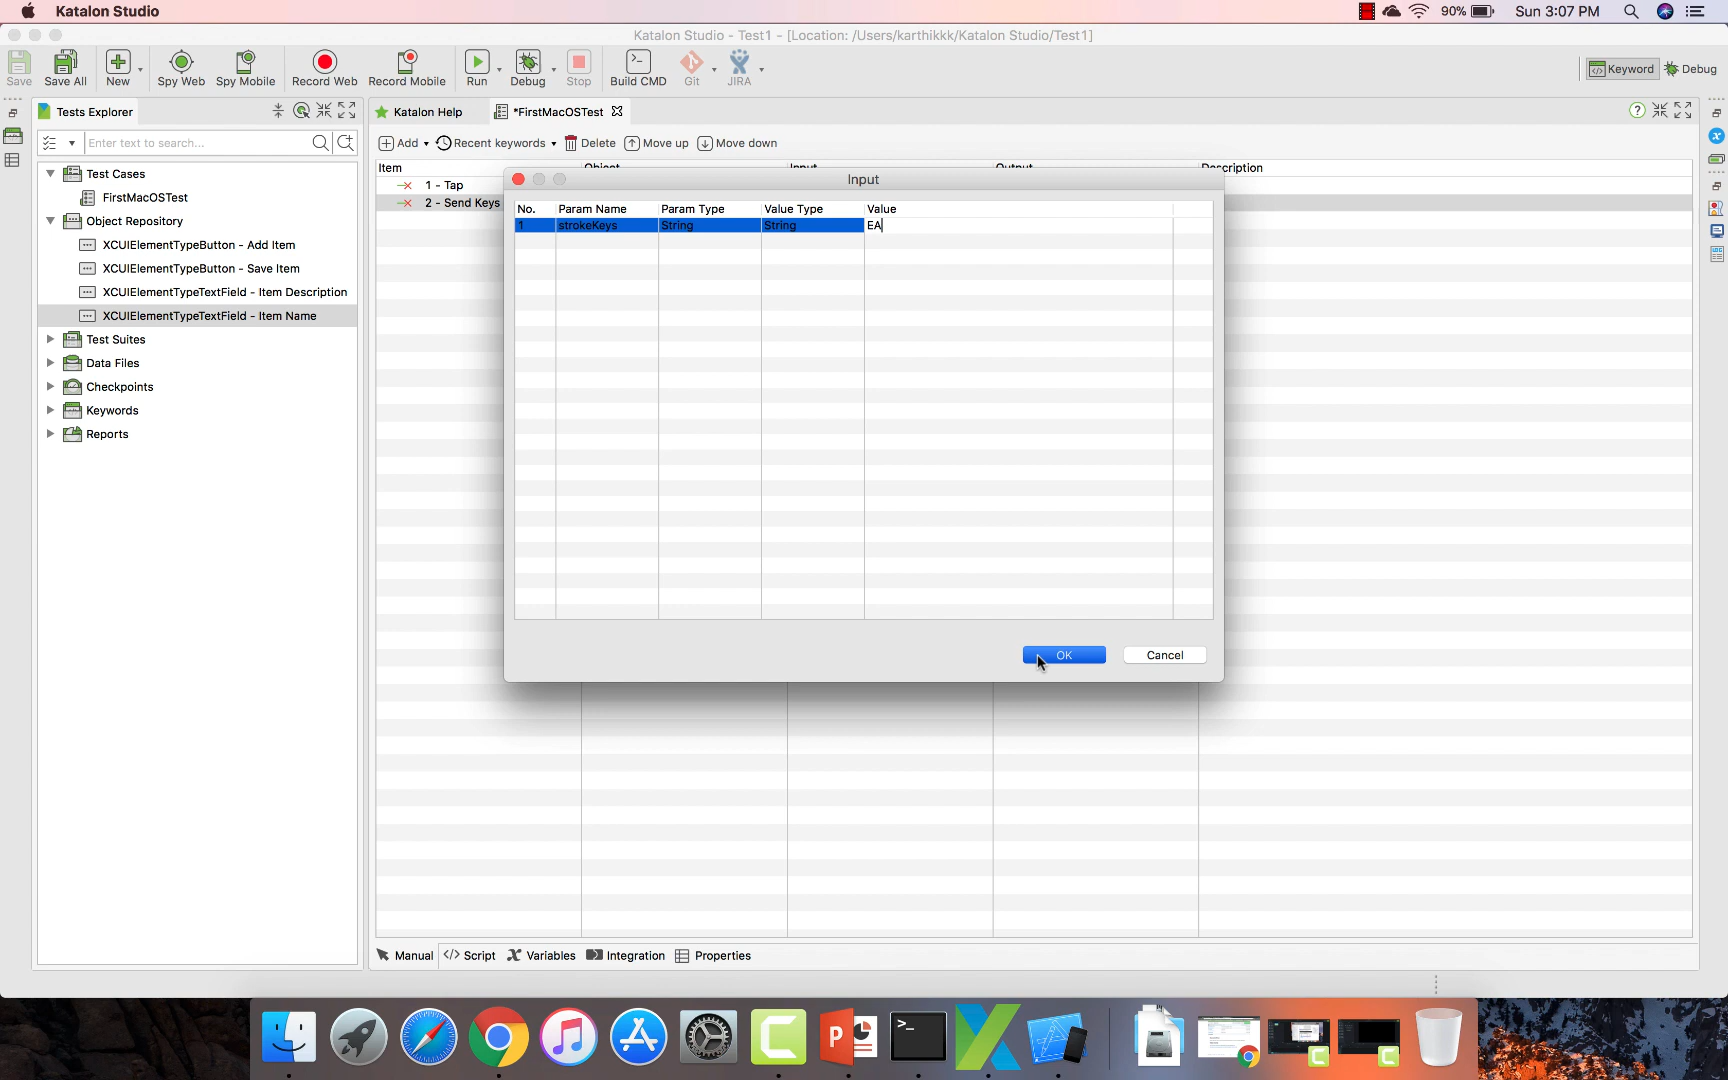 Katalon Studio
90%
Sun 3:07 PM
Katalon Studio - Test1 - [Location: /Users/karthikkk/Katalon Studio/Test1]
Save
Save All
New
Spy Web
Spy Mobile
Record Web
Record Mobile
Run
Debug
Stop
Build CMD
Git
JIRA
Keyword
Debug
Tests Explorer
Katalon Help
*FirstMacOSTest
Enter text to search...
Add
Recent keywords
Delete
Move up
Move down
Item
Object
Input
Output
Description
1 - Tap
2 - Send Keys
Test Cases
FirstMacOSTest
Object Repository
XCUIElementTypeButton - Add Item
XCUIElementTypeButton - Save Item
XCUIElementTypeTextField - Item Description
XCUIElementTypeTextField - Item Name
Test Suites
Data Files
Checkpoints
Keywords
Reports
Input
No.
Param Name
Param Type
Value Type
Value
1
strokeKeys
String
String
EA
OK
Cancel
Manual
Script
Variables
Integration
Properties